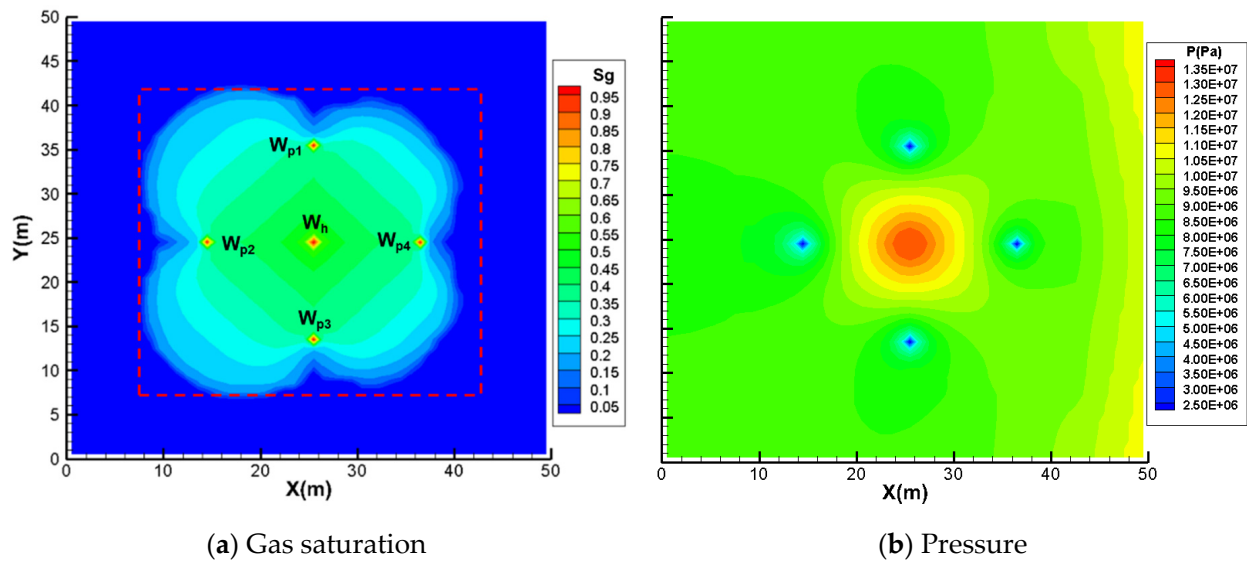 50
45
40
35
30
25
20
15
10
5
0
Y(m)
0
10
20
30
40
50
X(m)
Wp1
Wp2
Wh
Wp4
Wp3
Sg
0.95
0.9
0.85
0.8
0.75
0.7
0.65
0.6
0.55
0.5
0.45
0.4
0.35
0.3
0.25
0.2
0.15
0.1
0.05
(a) Gas saturation
10
20
30
40
50
X(m)
P(Pa)
1.35E+07
1.30E+07
1.25E+07
1.20E+07
1.15E+07
1.10E+07
1.05E+07
1.00E+07
9.50E+06
9.00E+06
8.50E+06
8.00E+06
7.50E+06
7.00E+06
6.50E+06
6.00E+06
5.50E+06
5.00E+06
4.50E+06
4.00E+06
3.50E+06
3.00E+06
2.50E+06
(b) Pressure